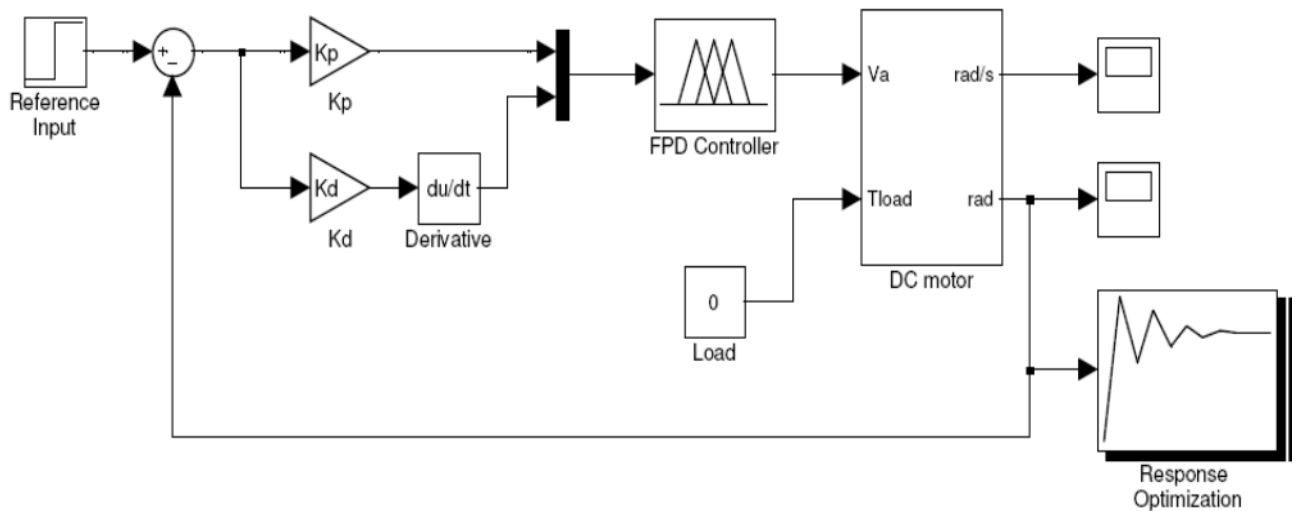 Reference
Input
+
−
Kp
Kp
Kd
Kd
du/dt
Derivative
FPD Controller
Va
rad/s
Tload
rad
DC motor
0
Load
Response
Optimization